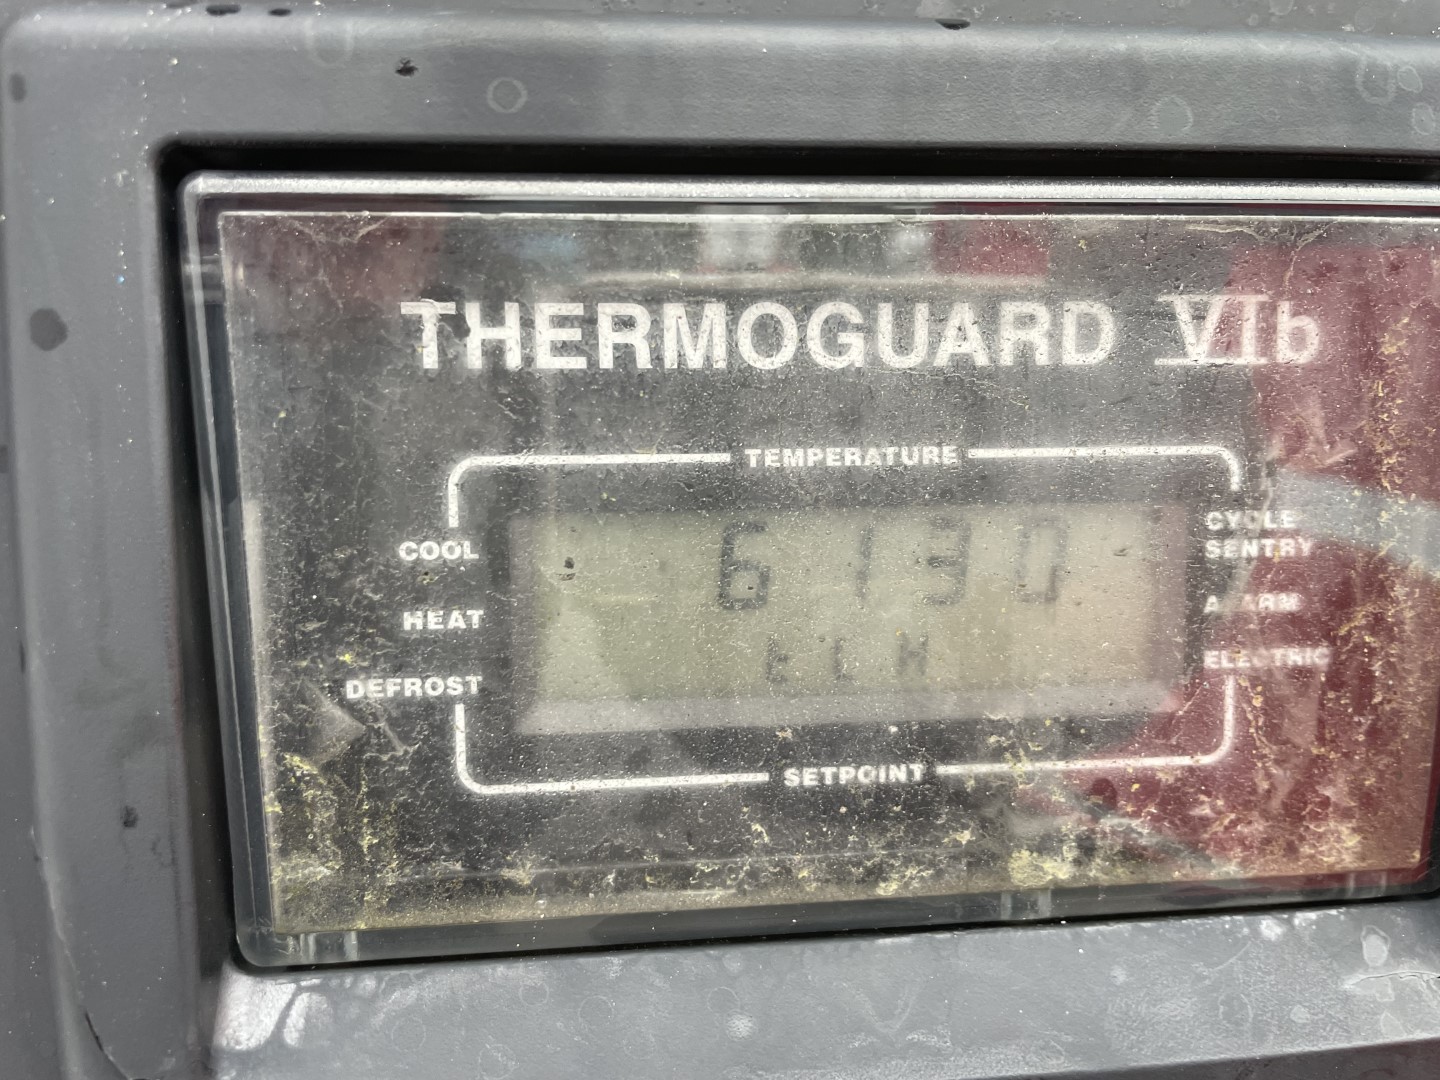 THERMOGUARD VIb
TEMPERATURE
6130
COOL
CYCLE
SENTRY
HEAT
ALARM
DEFROST
ELECTRIC
SETPOINT